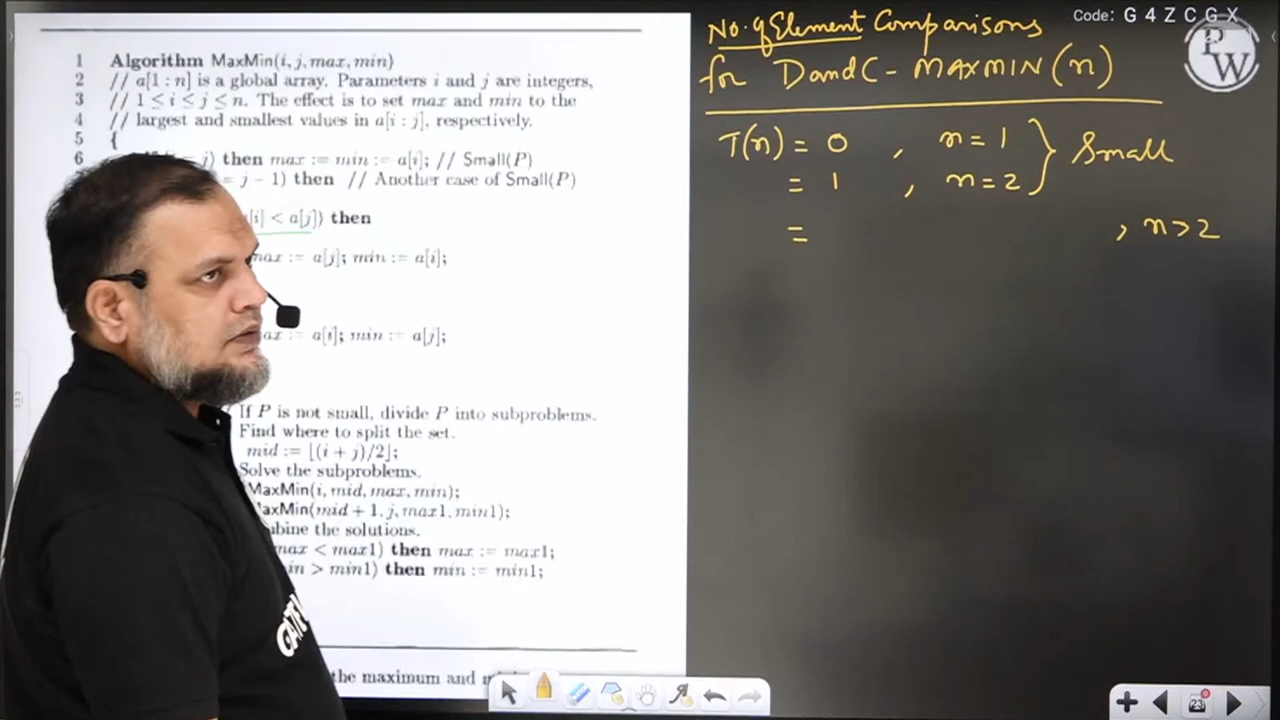 1 Algorithm MaxMin(i, j, max, min)
2 // a[1 : n] is a global array. Parameters i and j are integers,
3 // 1 ≤ i ≤ j ≤ n. The effect is to set max and min to the
4 // largest and smallest values in a[i : j], respectively.
5 {
6 then max := min := a[i]; // Small(P)
= j − 1) then // Another case of Small(P)
[i] < a[j]) then
max := a[j]; min := a[i];
:= a[i]; min := a[j];
If P is not small, divide P into subproblems.
Find where to split the set.
mid := ⌊(i + j)/2⌋;
Solve the subproblems.
MaxMin(i, mid, max, min);
MaxMin(mid + 1, j, max1, min1);
the solutions.
max < max1) then max := max1;
> min1) then min := min1;
the maximum and
No. of Element Comparisons
for DandC - MAXMIN(n)
T(n) = 0 , n = 1 } Small
= 1 , n = 2
= , n > 2
Code: G 4 Z C G X
P
W
GATE
23